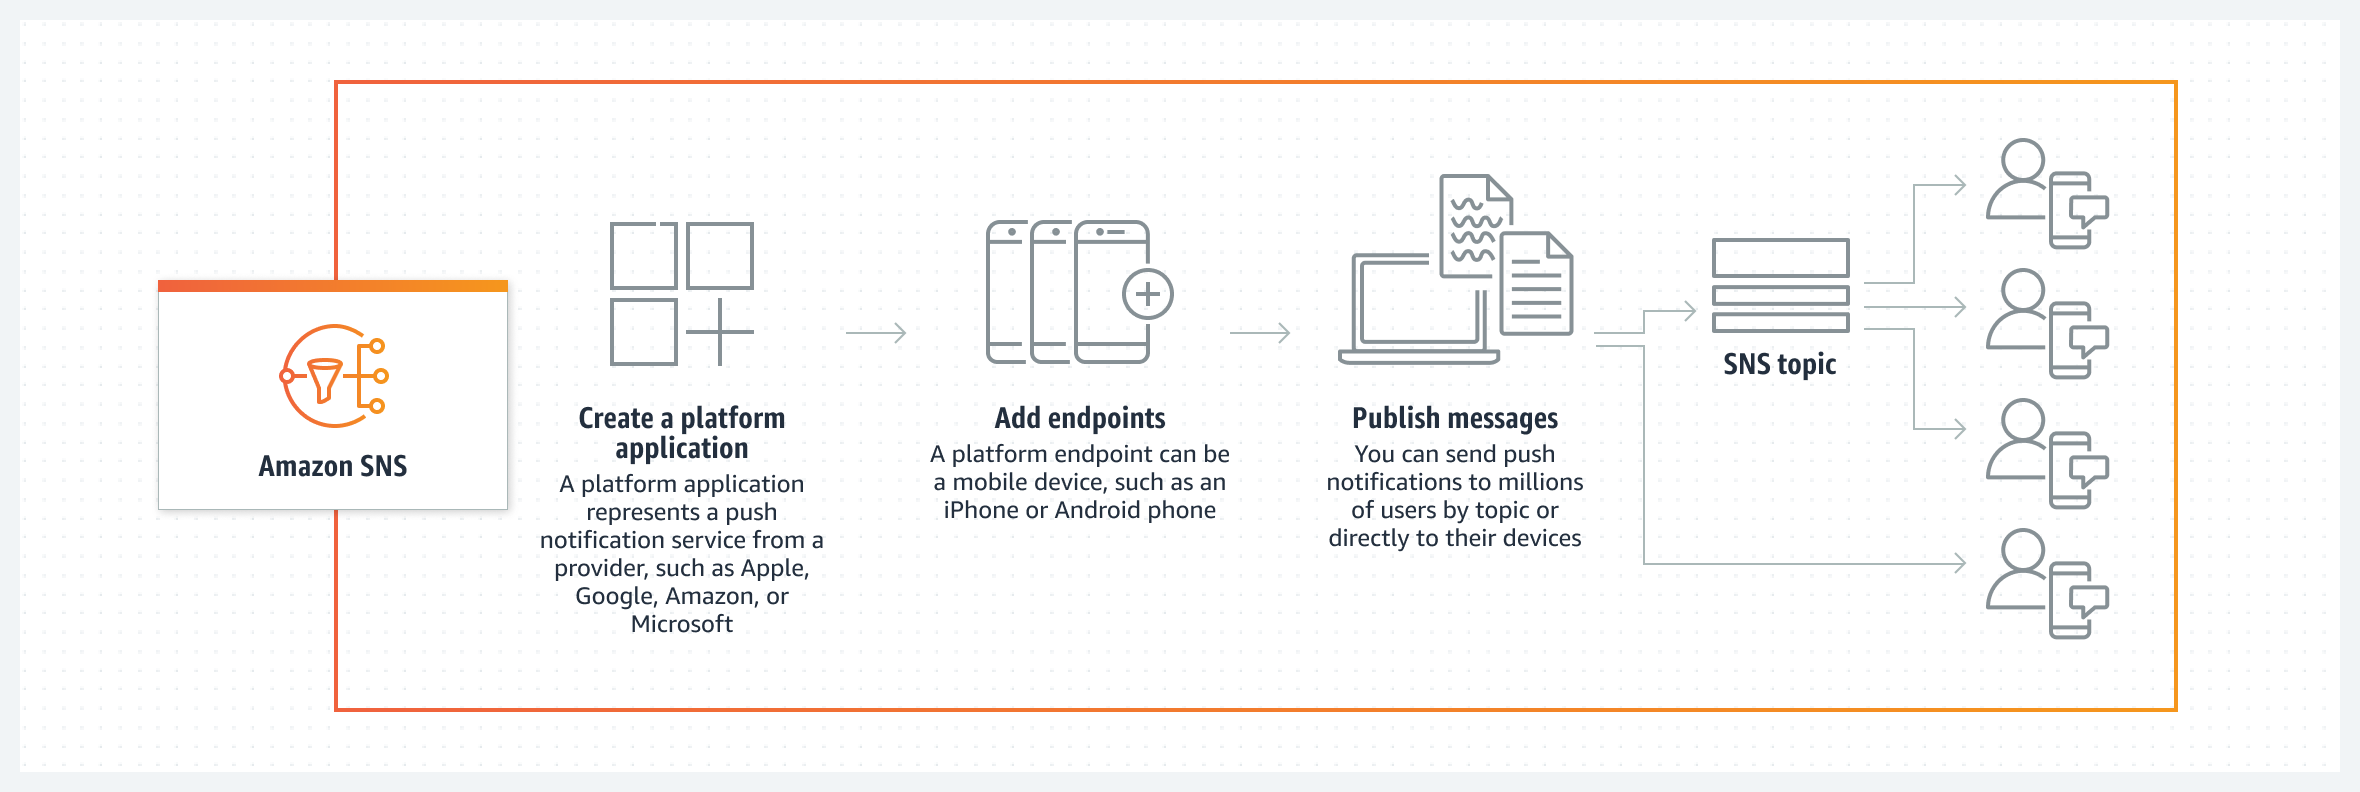 Amazon SNS
Create a platform
application
A platform application
represents a push
notification service from a
provider, such as Apple,
Google, Amazon, or
Microsoft
Add endpoints
A platform endpoint can be
a mobile device, such as an
iPhone or Android phone
Publish messages
You can send push
notifications to millions
of users by topic or
directly to their devices
SNS topic